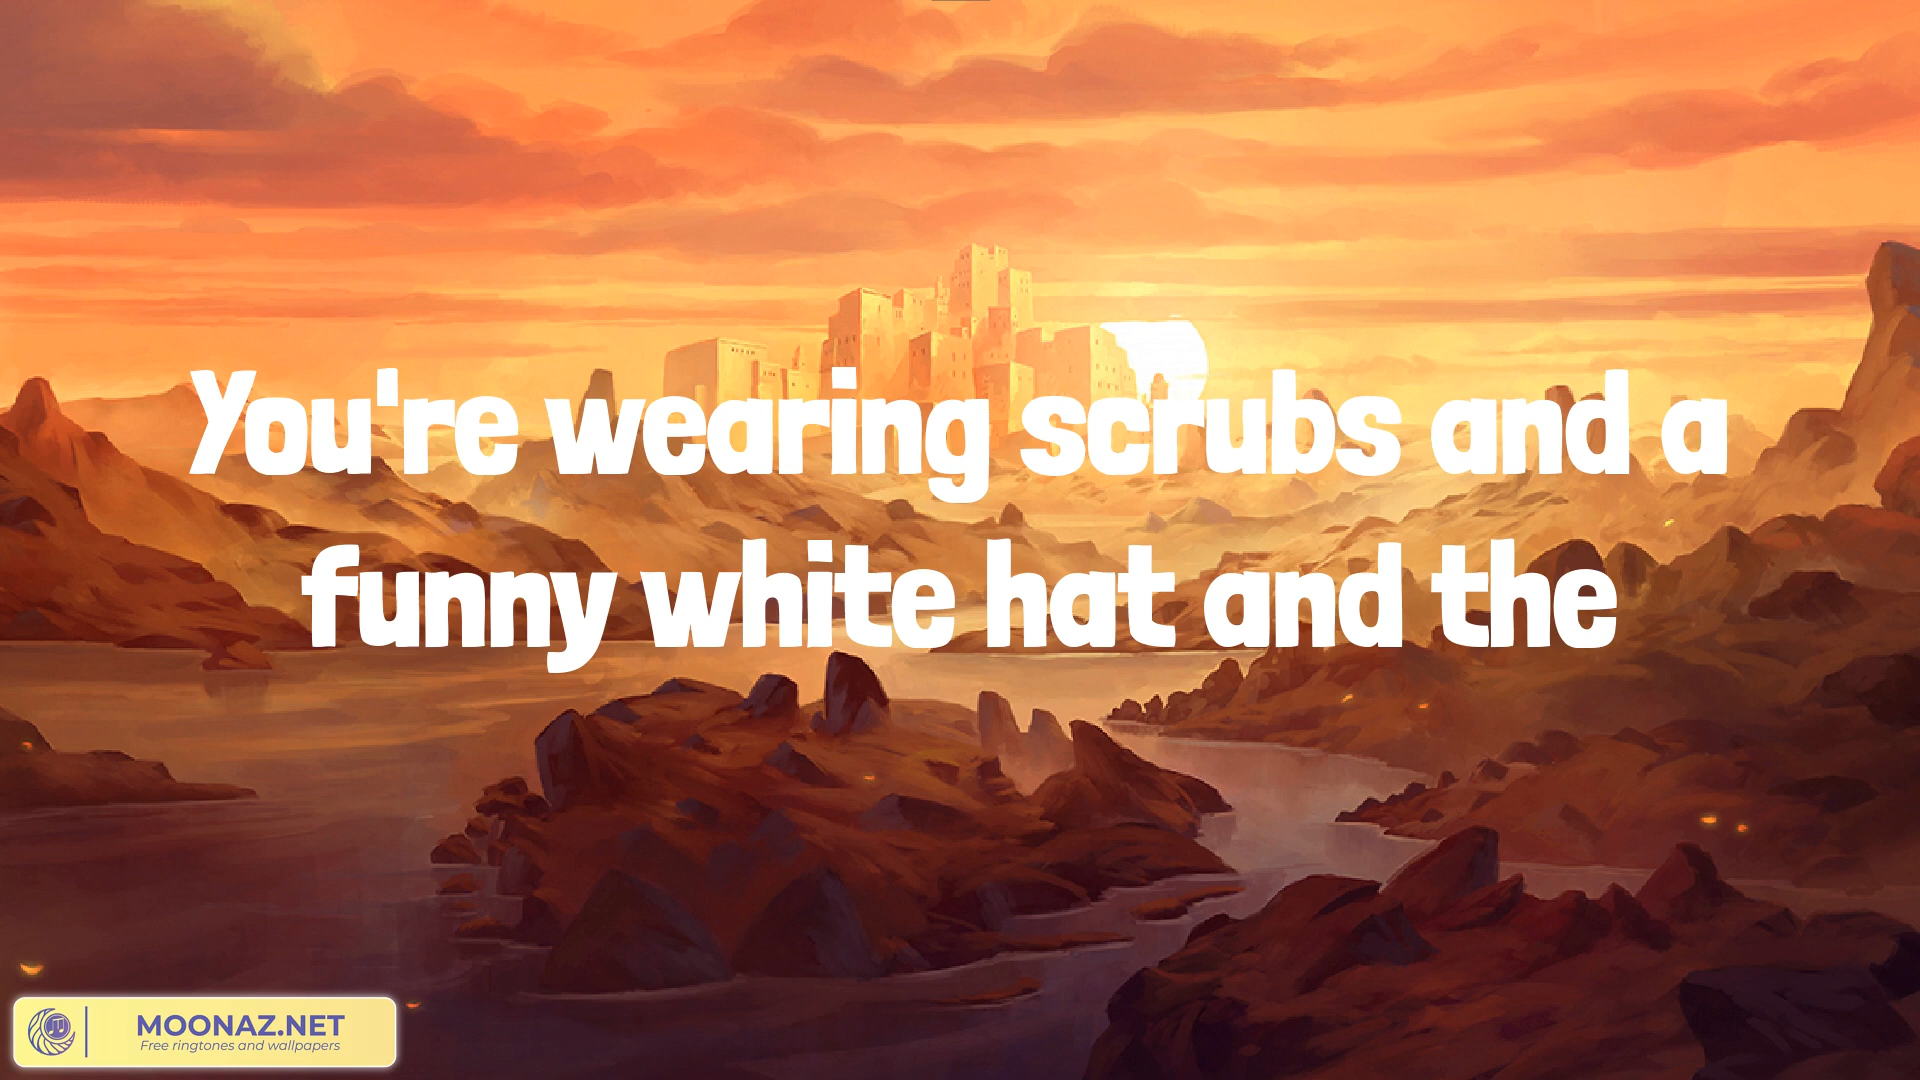 You're wearing scrubs and a
funny white hat and the
MOONAZ.NET
Free ringtones and wallpapers